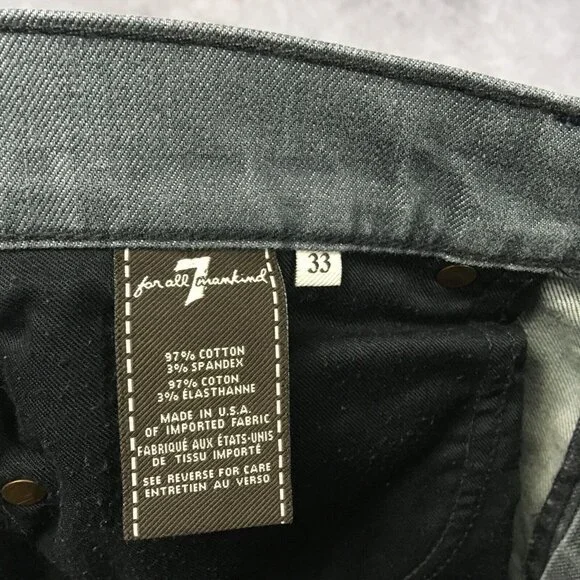 for all 7 mankind
33
97% COTTON
3% SPANDEX
97% COTON
3% ÉLASTHANNE
MADE IN U.S.A.
OF IMPORTED FABRIC
FABRIQUÉ AUX ÉTATS-UNIS
DE TISSU IMPORTÉ
SEE REVERSE FOR CARE
ENTRETIEN AU VERSO